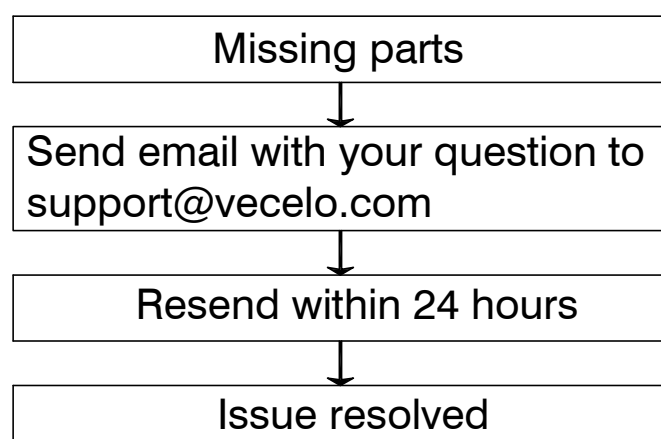 Missing parts
Send email with your question to
support@vecelo.com
Resend within 24 hours
Issue resolved